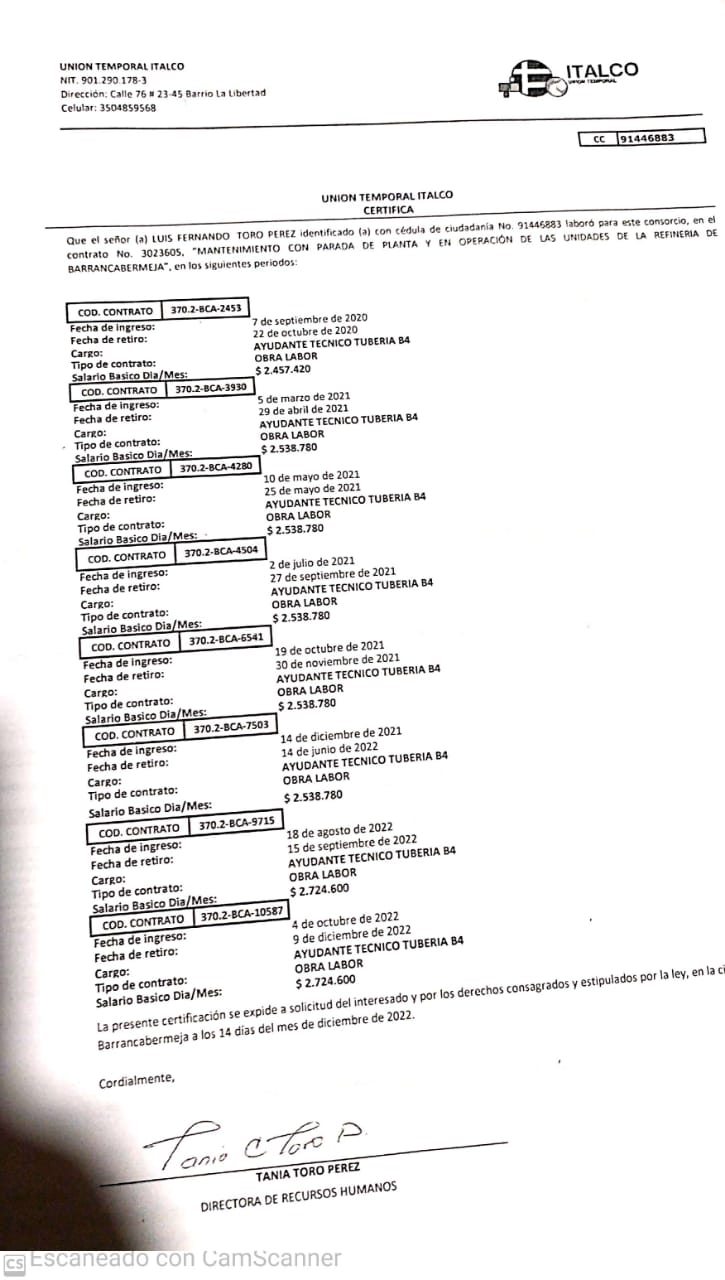 UNION TEMPORAL ITALCO
NIT. 901.290.178-3
Dirección: Calle 76 # 23-45 Barrio La Libertad
Celular: 3504859568
ITALCO
UNION TEMPORAL
CC 91446883
UNION TEMPORAL ITALCO
CERTIFICA
Que el señor (a) LUIS FERNANDO TORO PEREZ identificado (a) con cédula de ciudadanía No. 91446883 laboró para este consorcio, en el
contrato No. 3023605, "MANTENIMIENTO CON PARADA DE PLANTA Y EN OPERACIÓN DE LAS UNIDADES DE LA REFINERIA DE
BARRANCABERMEJA", en los siguientes periodos:
COD. CONTRATO 370.2-BCA-2453
Fecha de ingreso: 7 de septiembre de 2020
Fecha de retiro: 22 de octubre de 2020
Cargo: AYUDANTE TECNICO TUBERIA B4
Tipo de contrato: OBRA LABOR
Salario Basico Dia/Mes: $ 2.457.420
COD. CONTRATO 370.2-BCA-3930
Fecha de ingreso: 5 de marzo de 2021
Fecha de retiro: 29 de abril de 2021
Cargo: AYUDANTE TECNICO TUBERIA B4
Tipo de contrato: OBRA LABOR
Salario Basico Dia/Mes: $ 2.538.780
COD. CONTRATO 370.2-BCA-4280
Fecha de ingreso: 10 de mayo de 2021
Fecha de retiro: 25 de mayo de 2021
Cargo: AYUDANTE TECNICO TUBERIA B4
Tipo de contrato: OBRA LABOR
Salario Basico Dia/Mes: $ 2.538.780
COD. CONTRATO 370.2-BCA-4504
Fecha de ingreso: 2 de julio de 2021
Fecha de retiro: 27 de septiembre de 2021
Cargo: AYUDANTE TECNICO TUBERIA B4
Tipo de contrato: OBRA LABOR
Salario Basico Dia/Mes: $ 2.538.780
COD. CONTRATO 370.2-BCA-6541
Fecha de ingreso: 19 de octubre de 2021
Fecha de retiro: 30 de noviembre de 2021
Cargo: AYUDANTE TECNICO TUBERIA B4
Tipo de contrato: OBRA LABOR
Salario Basico Dia/Mes: $ 2.538.780
COD. CONTRATO 370.2-BCA-7503
Fecha de ingreso: 14 de diciembre de 2021
Fecha de retiro: 14 de junio de 2022
Cargo: AYUDANTE TECNICO TUBERIA B4
Tipo de contrato: OBRA LABOR
Salario Basico Dia/Mes: $ 2.538.780
COD. CONTRATO 370.2-BCA-9715
Fecha de ingreso: 18 de agosto de 2022
Fecha de retiro: 15 de septiembre de 2022
Cargo: AYUDANTE TECNICO TUBERIA B4
Tipo de contrato: OBRA LABOR
Salario Basico Dia/Mes: $ 2.724.600
COD. CONTRATO 370.2-BCA-10587
Fecha de ingreso: 4 de octubre de 2022
Fecha de retiro: 9 de diciembre de 2022
Cargo: AYUDANTE TECNICO TUBERIA B4
Tipo de contrato: OBRA LABOR
Salario Basico Dia/Mes: $ 2.724.600
La presente certificación se expide a solicitud del interesado y por los derechos consagrados y estipulados por la ley, en la ci
Barrancabermeja a los 14 días del mes de diciembre de 2022.
Cordialmente,
Tania C Toro P.
TANIA TORO PEREZ
DIRECTORA DE RECURSOS HUMANOS
CS Escaneado con CamScanner